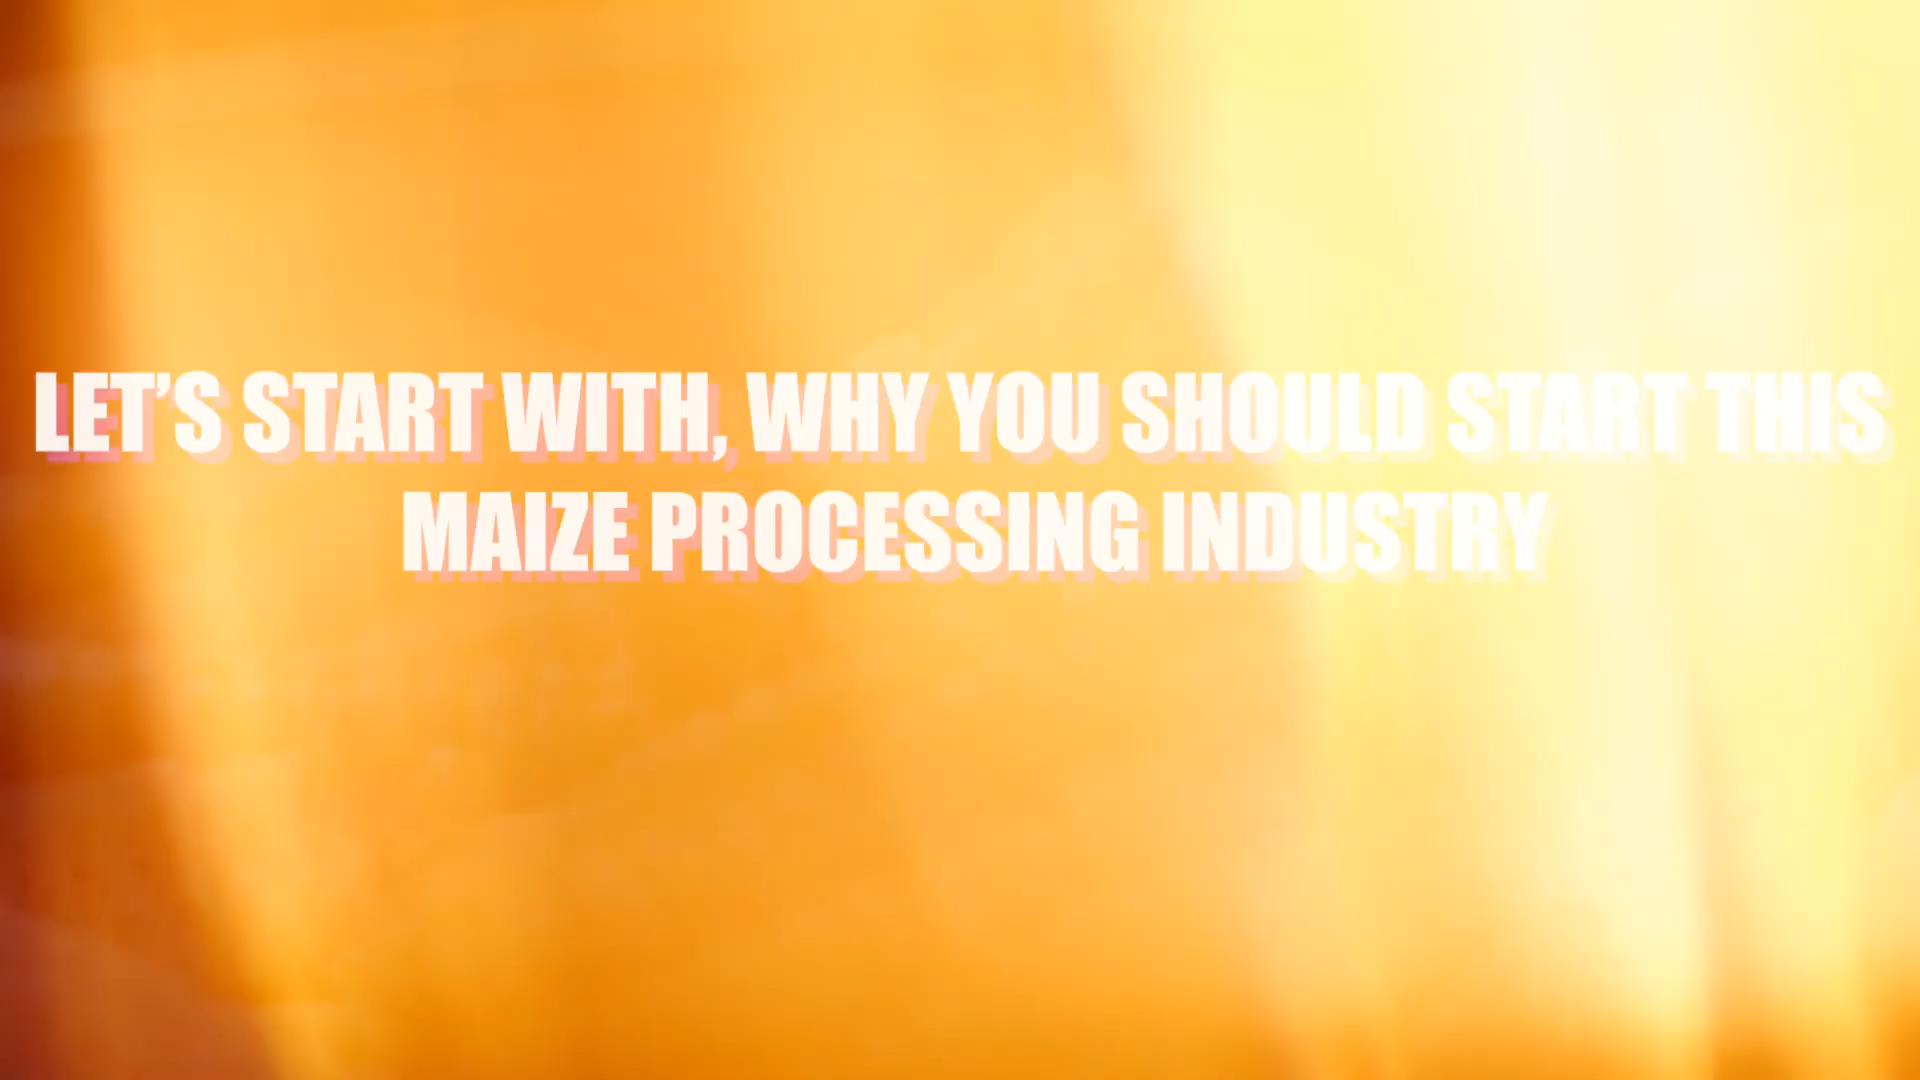 LET’S START WITH, WHY YOU SHOULD START THIS
MAIZE PROCESSING INDUSTRY